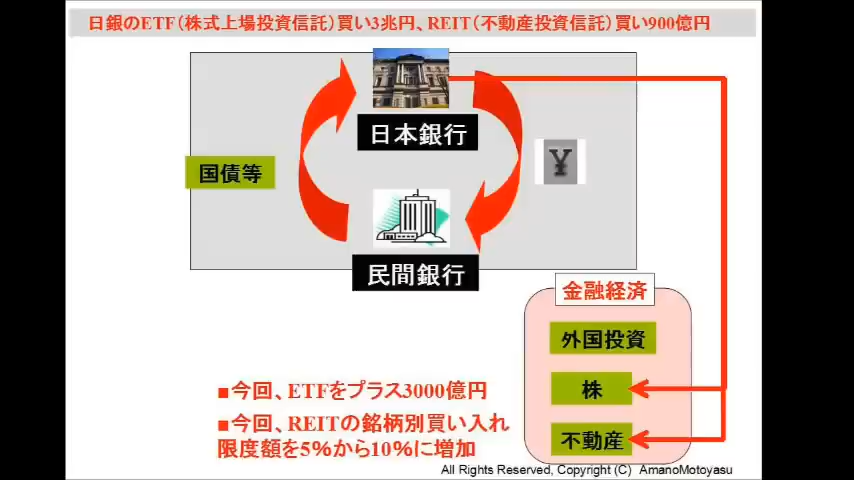 日銀のETF（株式上場投資信託）買い3兆円、REIT（不動産投資信託）買い900億円
日本銀行
国債等
¥
民間銀行
金融経済
外国投資
株
不動産
■今回、ETFをプラス3000億円
■今回、REITの銘柄別買い入れ
限度額を5%から10%に増加
All Rights Reserved, Copyright (C) AmanoMotoyasu